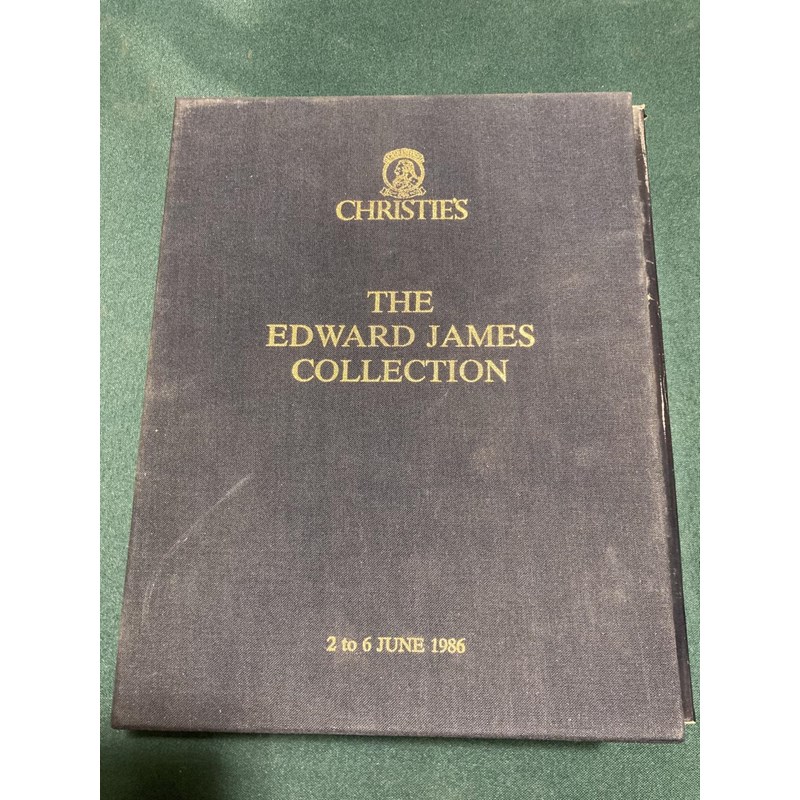 CHRISTIE'S
THE
EDWARD JAMES
COLLECTION
2 to 6 JUNE 1986